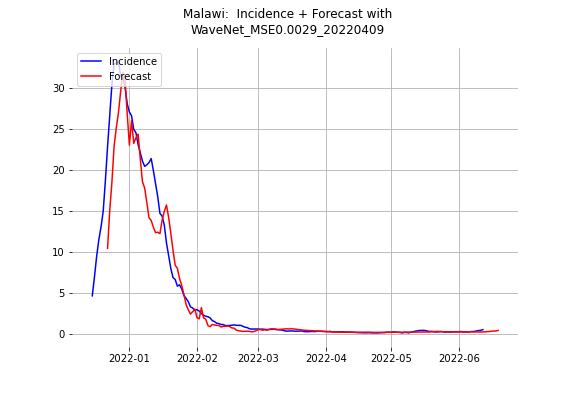 Malawi:  Incidence + Forecast with
WaveNet_MSE0.0029_20220409
Incidence
Forecast
30
25
20
15
10
5
0
2022-01 2022-02 2022-03 2022-04 2022-05 2022-06